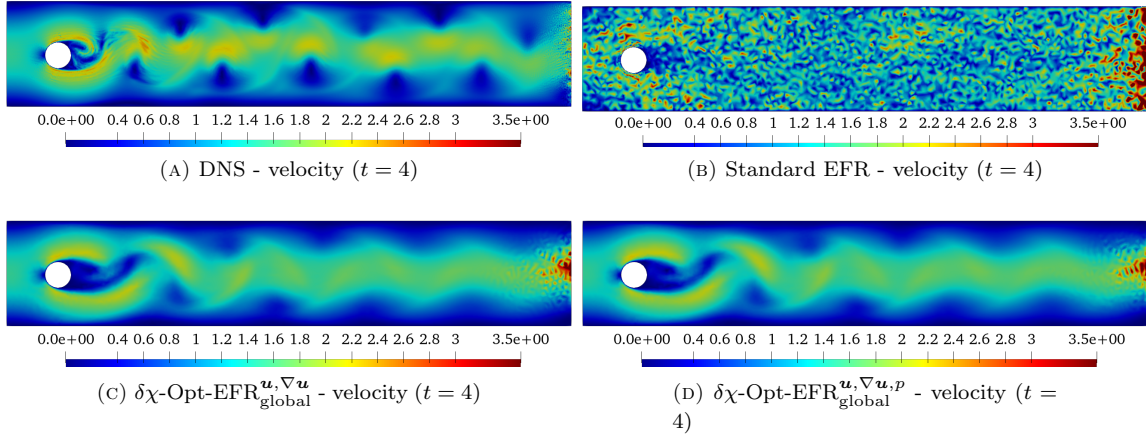 0.0e+00 0.4 0.6 0.8 1 1.2 1.4 1.6 1.8 2 2.2 2.4 2.6 2.8 3 3.5e+00
(A) DNS - velocity (t = 4)
0.0e+00 0.4 0.6 0.8 1 1.2 1.4 1.6 1.8 2 2.2 2.4 2.6 2.8 3 3.5e+00
(B) Standard EFR - velocity (t = 4)
0.0e+00 0.4 0.6 0.8 1 1.2 1.4 1.6 1.8 2 2.2 2.4 2.6 2.8 3 3.5e+00
(C) δχ-Opt-EFR^{u,∇u}_{global} - velocity (t = 4)
0.0e+00 0.4 0.6 0.8 1 1.2 1.4 1.6 1.8 2 2.2 2.4 2.6 2.8 3 3.5e+00
(D) δχ-Opt-EFR^{u,∇u,p}_{global} - velocity (t =
4)